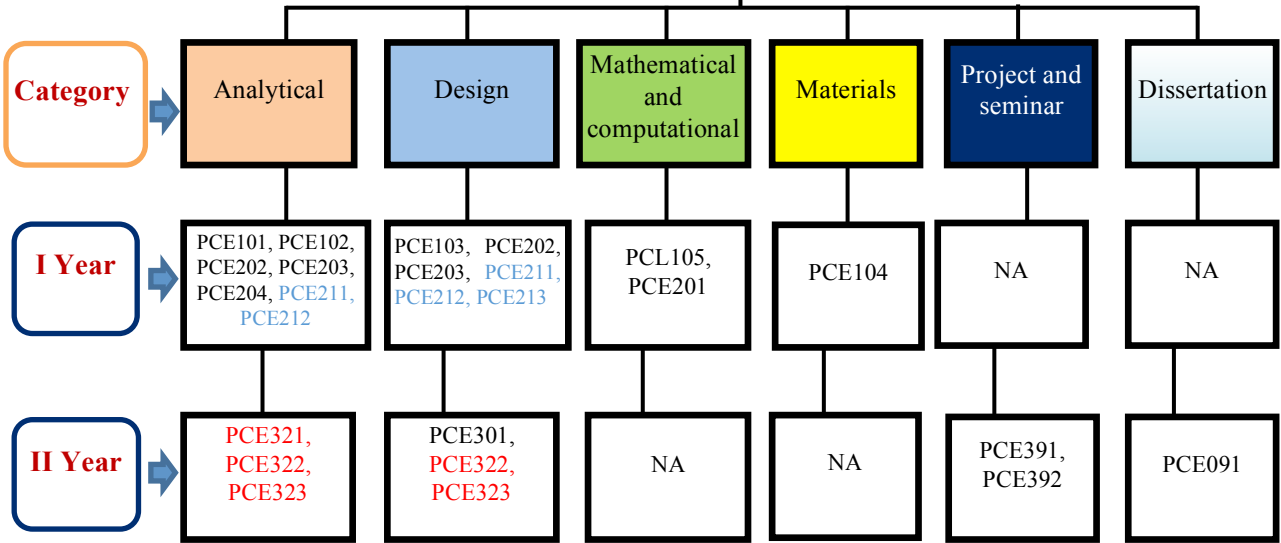 Category
Analytical
Design
Mathematical
and
computational
Materials
Project and
seminar
Dissertation
I Year
PCE101, PCE102,
PCE202, PCE203,
PCE204, PCE211,
PCE212
PCE103, PCE202,
PCE203, PCE211,
PCE212, PCE213
PCL105,
PCE201
PCE104
NA
NA
II Year
PCE321,
PCE322,
PCE323
PCE301,
PCE322,
PCE323
NA
NA
PCE391,
PCE392
PCE091